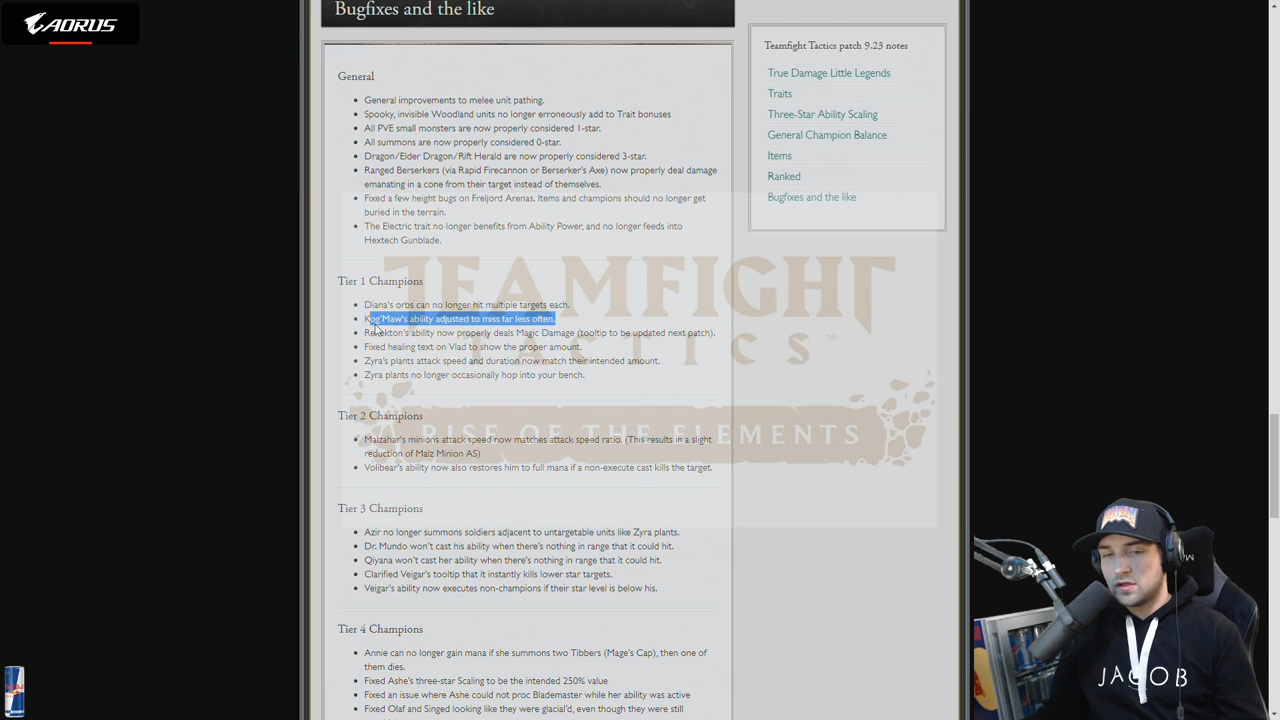 AORUS
Bugfixes and the like
General
General improvements to melee unit pathing.
Spooky, invisible Woodland units no longer erroneously add to Trait bonuses
All PVE small monsters are now properly considered 1-star.
All summons are now properly considered 0-star.
Dragon/Elder Dragon/Rift Herald are now properly considered 3-star.
Ranged Berserkers (via Rapid Firecannon or Berserker's Axe) now properly deal damage
emanating in a cone from their target instead of themselves.
Fixed a few height bugs on Freljord Arenas. Items and champions should no longer get
buried in the terrain.
The Electric trait no longer benefits from Ability Power, and no longer feeds into
Hextech Gunblade.
Tier 1 Champions
Diana's orbs can no longer hit multiple targets each.
Kog'Maw's ability adjusted to miss far less often.
Renekton's ability now properly deals Magic Damage (tooltip to be updated next patch).
Fixed healing text on Vlad to show the proper amount.
Zyra's plants attack speed and duration now match their intended amount.
Zyra plants no longer occasionally hop into your bench.
Tier 2 Champions
Malzahar's minions attack speed now matches attack speed ratio. (This results in a slight
reduction of Malz Minion AS)
Volibear's ability now also restores him to full mana if a non-execute cast kills the target.
Tier 3 Champions
Azir no longer summons soldiers adjacent to untargetable units like Zyra plants.
Dr. Mundo won't cast his ability when there's nothing in range that it could hit.
Qiyana won't cast her ability when there's nothing in range that it could hit.
Clarified Veigar's tooltip that it instantly kills lower star targets.
Veigar's ability now executes non-champions if their star level is below his.
Tier 4 Champions
Annie can no longer gain mana if she summons two Tibbers (Mage's Cap), then one of
them dies.
Fixed Ashe's three-star Scaling to be the intended 250% value
Fixed an issue where Ashe could not proc Blademaster while her ability was active
Fixed Olaf and Singed looking like they were glacial'd, even though they were still
Teamfight Tactics patch 9.23 notes
True Damage Little Legends
Traits
Three-Star Ability Scaling
General Champion Balance
Items
Ranked
Bugfixes and the like
TEAMFIGHT
TACTICS™
RISE OF THE ELEMENTS
JACOB